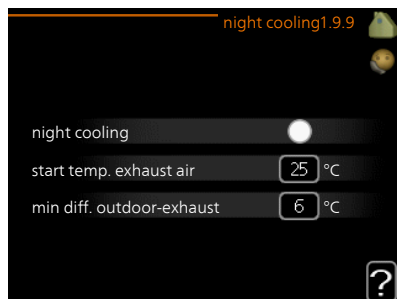 night cooling1.9.9
night cooling
start temp. exhaust air 25 °C
min diff. outdoor-exhaust 6 °C
?